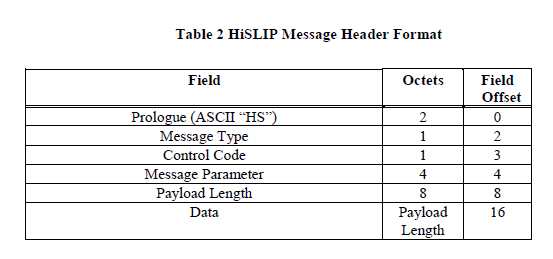 Table 2 HiSLIP Message Header Format
Field Octets Field
Offset
Prologue (ASCII “HS”) 2 0
Message Type 1 2
Control Code 1 3
Message Parameter 4 4
Payload Length 8 8
Data Payload 16
Length